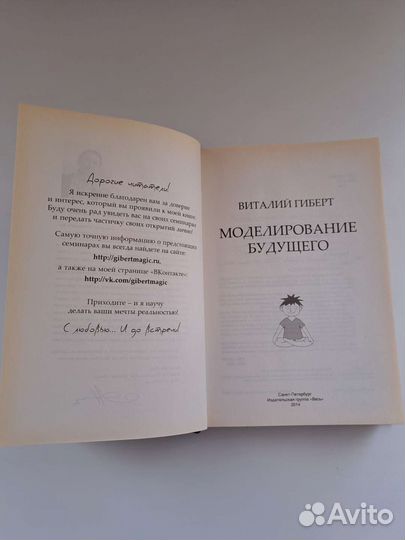 Дорогие читатели!
Я искренне благодарен вам за доверие
и интерес, который вы проявили к моей книге.
Буду очень рад увидеть вас на своих семинарах
и передать частичку своих открытий лично!
Самую точную информацию о предстоящих
семинарах вы всегда найдете на сайте:
http://gibertmagic.ru,
а также на моей странице «ВКонтакте»:
http://vk.com/gibertmagic
Приходите – и я научу
делать ваши мечты реальностью!
С любовью... И до встречи!
ВИТАЛИЙ ГИБЕРТ
МОДЕЛИРОВАНИЕ
БУДУЩЕГО
Санкт-Петербург
Издательская группа «Весь»
2014
Avito